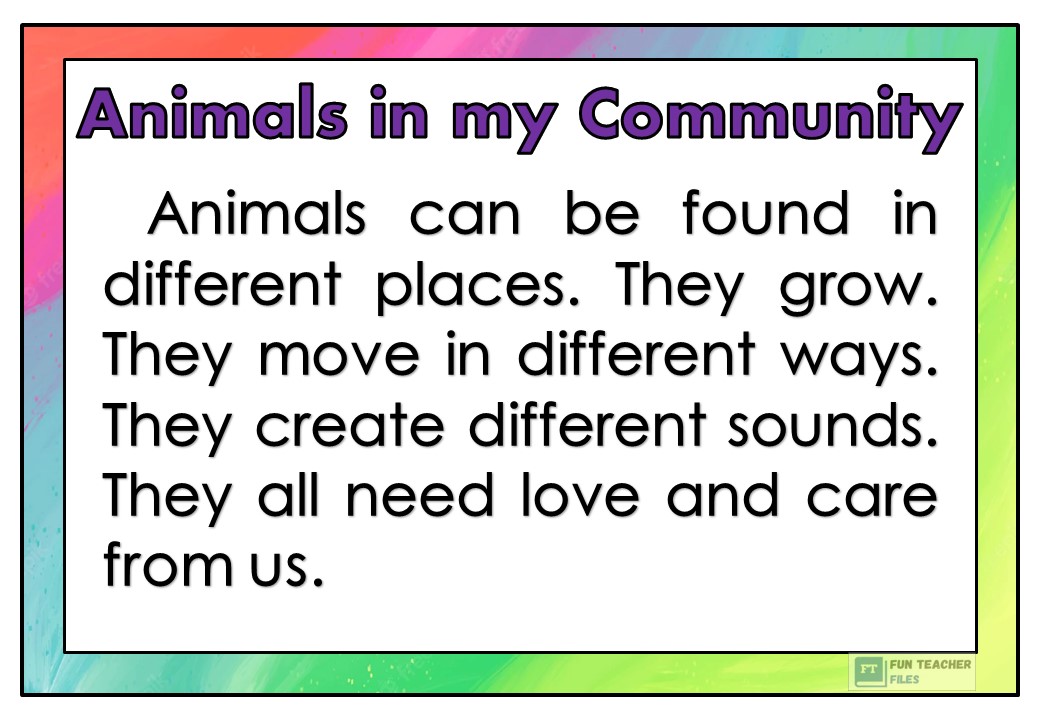 Animals in my Community
Animals can be found in
different places. They grow.
They move in different ways.
They create different sounds.
They all need love and care
from us.
FT
FUN TEACHER
FILES